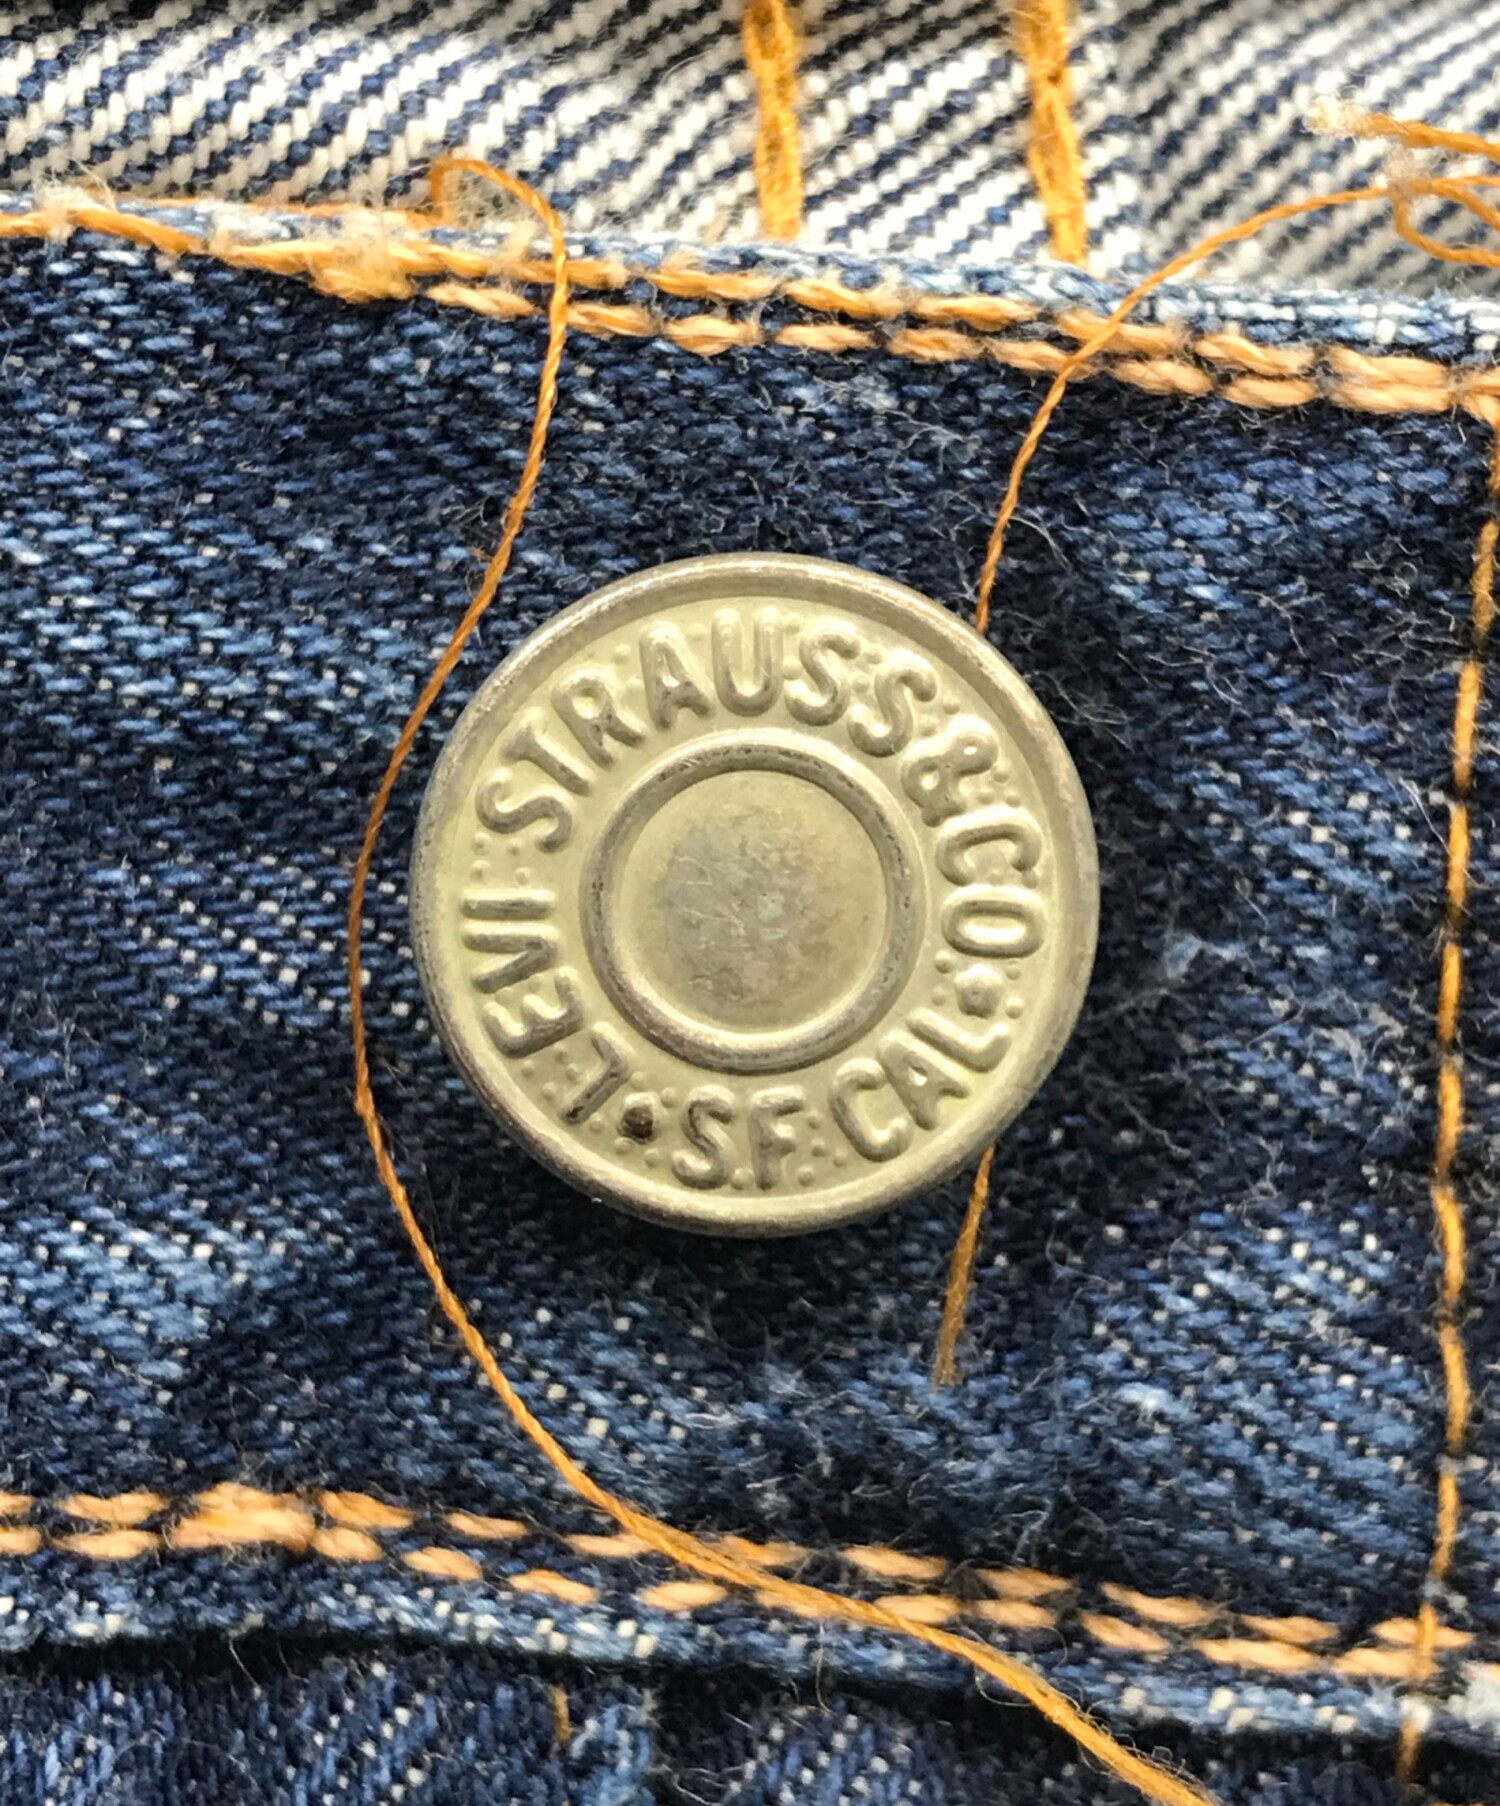 LEVI STRAUSS & CO • S.F. CAL •